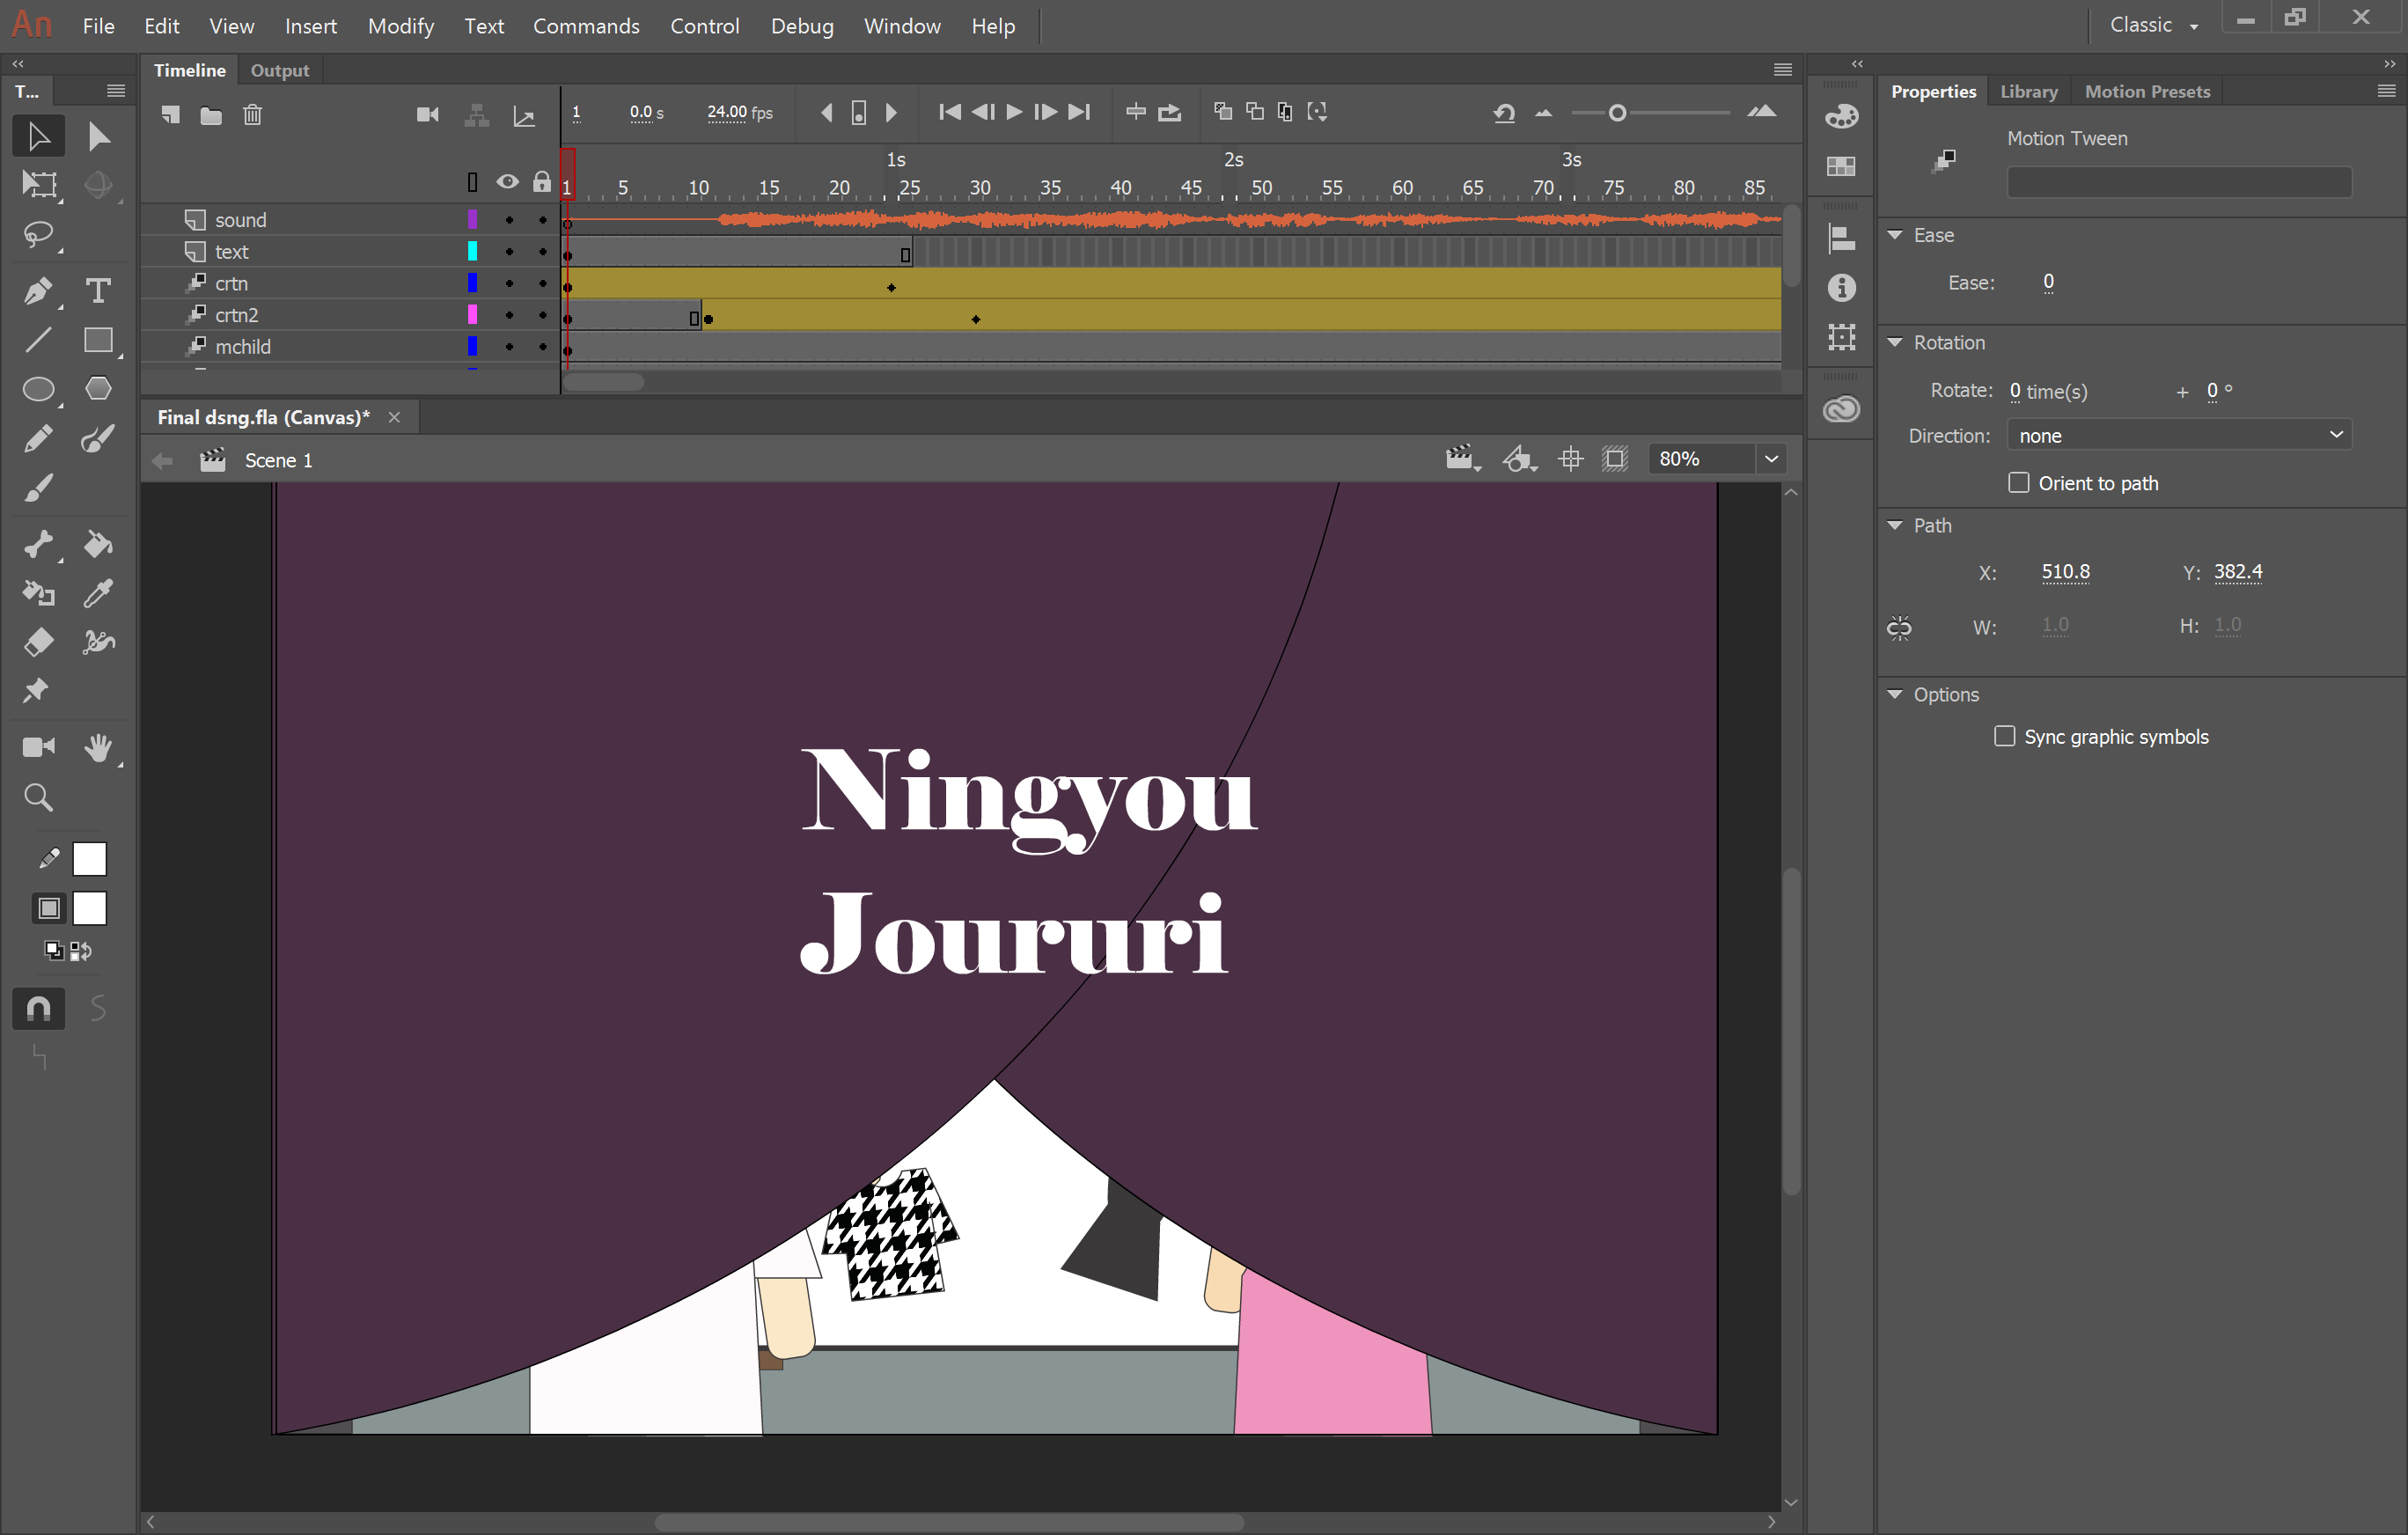 An File Edit View Insert Modify Text Commands Control Debug Window Help Classic
T...
Timeline Output
1 0.0 s 24.00 fps
1s 2s 3s
1 5 10 15 20 25 30 35 40 45 50 55 60 65 70 75 80 85
sound
text
crtn
crtn2
mchild
Final dsng.fla (Canvas)*
Scene 1 80%
Ningyou
Joururi
Properties Library Motion Presets
Motion Tween
Ease
Ease: 0
Rotation
Rotate: 0 time(s) + 0 °
Direction: none
Orient to path
Path
X: 510.8 Y: 382.4
W: 1.0 H: 1.0
Options
Sync graphic symbols